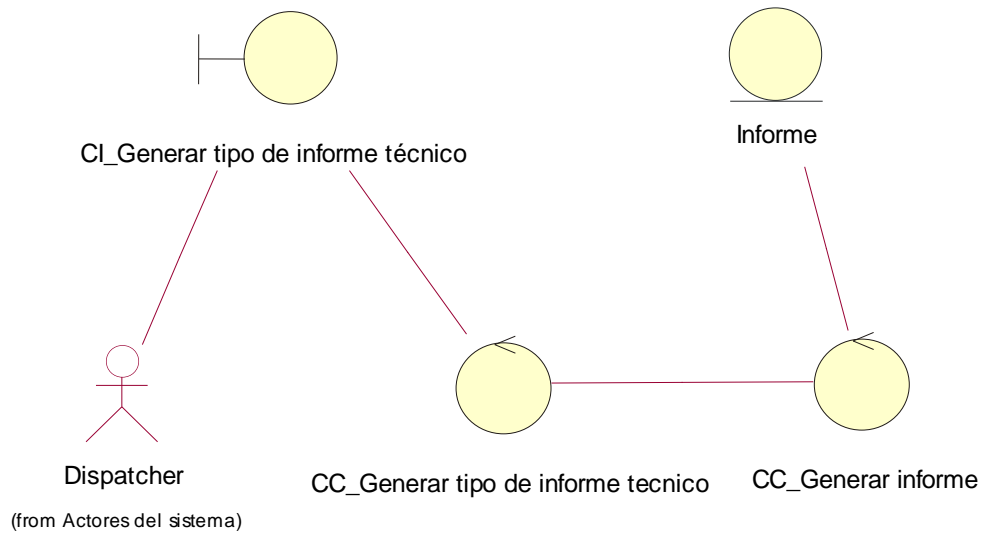 Informe
CI_Generar tipo de informe técnico
Dispatcher
(from Actores del sistema)
CC_Generar tipo de informe tecnico
CC_Generar informe